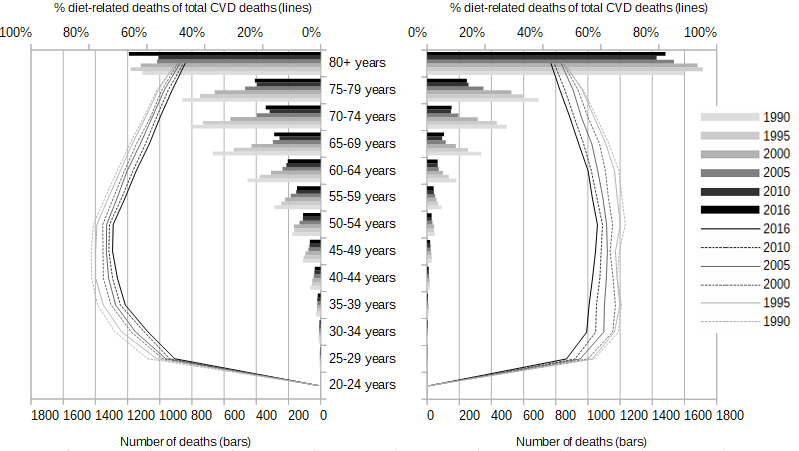 % diet-related deaths of total CVD deaths (lines)
% diet-related deaths of total CVD deaths (lines)
100% 80% 60% 40% 20% 0%
0% 20% 40% 60% 80% 100%
80+ years
75-79 years
70-74 years
65-69 years
60-64 years
55-59 years
50-54 years
45-49 years
40-44 years
35-39 years
30-34 years
25-29 years
20-24 years
1990
1995
2000
2005
2010
2016
2016
2010
2005
2000
1995
1990
1800 1600 1400 1200 1000 800 600 400 200 0
0 200 400 600 800 1000 1200 1400 1600 1800
Number of deaths (bars)
Number of deaths (bars)